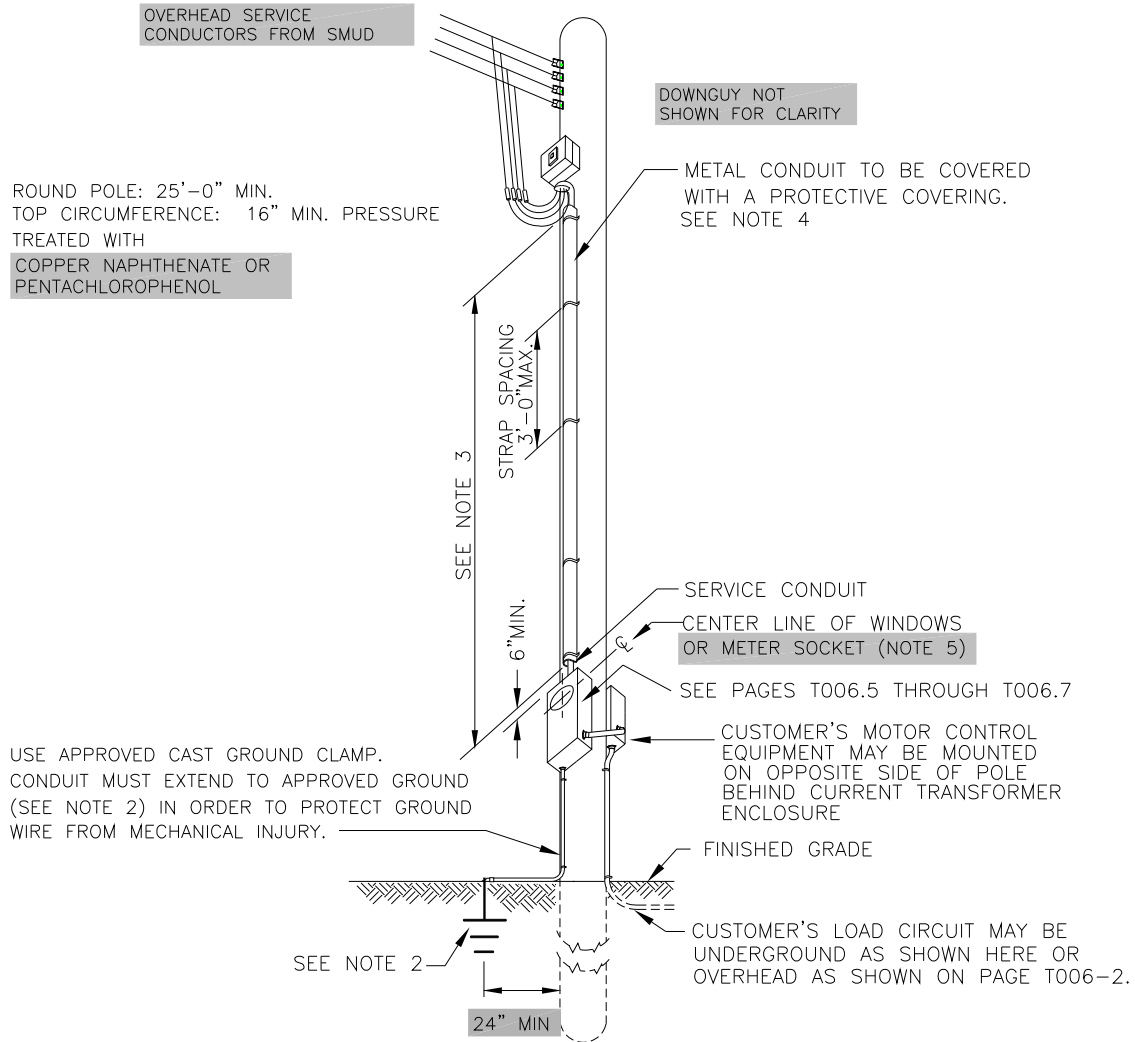 OVERHEAD SERVICE
CONDUCTORS FROM SMUD
DOWNGUY NOT
SHOWN FOR CLARITY
METAL CONDUIT TO BE COVERED
WITH A PROTECTIVE COVERING.
SEE NOTE 4
ROUND POLE: 25'-0" MIN.
TOP CIRCUMFERENCE: 16" MIN. PRESSURE
TREATED WITH
COPPER NAPHTHENATE OR
PENTACHLOROPHENOL
STRAP SPACING
3'-0"MAX.
SEE NOTE 3
6"MIN.
SERVICE CONDUIT
CENTER LINE OF WINDOWS
OR METER SOCKET (NOTE 5)
℄
SEE PAGES T006.5 THROUGH T006.7
CUSTOMER'S MOTOR CONTROL
EQUIPMENT MAY BE MOUNTED
ON OPPOSITE SIDE OF POLE
BEHIND CURRENT TRANSFORMER
ENCLOSURE
USE APPROVED CAST GROUND CLAMP.
CONDUIT MUST EXTEND TO APPROVED GROUND
(SEE NOTE 2) IN ORDER TO PROTECT GROUND
WIRE FROM MECHANICAL INJURY.
FINISHED GRADE
CUSTOMER'S LOAD CIRCUIT MAY BE
UNDERGROUND AS SHOWN HERE OR
OVERHEAD AS SHOWN ON PAGE T006-2.
SEE NOTE 2
24" MIN